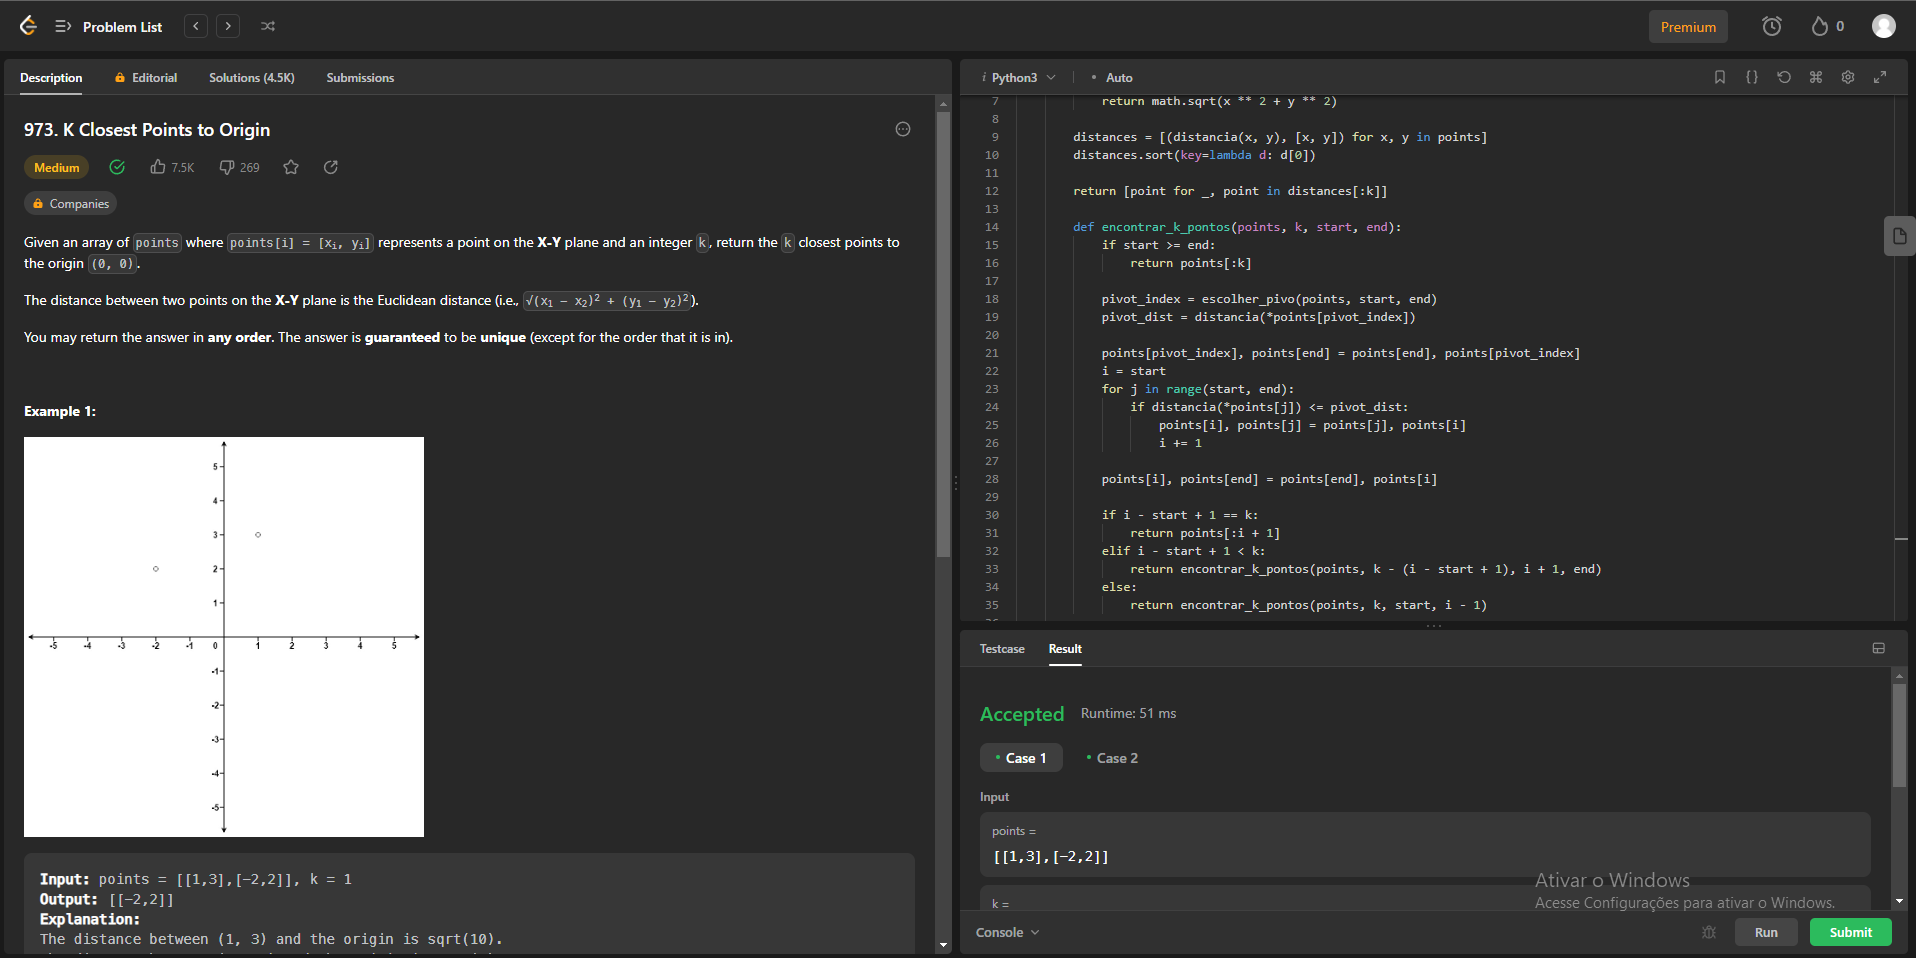 Problem List
Premium
0
Description
Editorial
Solutions (4.5K)
Submissions
973. K Closest Points to Origin
Medium
7.5K
269
Companies
Given an array of points where points[i] = [xᵢ, yᵢ] represents a point on the X-Y plane and an integer k, return the k closest points to
the origin (0, 0).
The distance between two points on the X-Y plane is the Euclidean distance (i.e., √(x₁ − x₂)² + (y₁ − y₂)²).
You may return the answer in any order. The answer is guaranteed to be unique (except for the order that it is in).
Example 1:
5
4
3
2
1
-5 -4 -3 -2 -1 0 1 2 3 4 5
-1
-2
-3
-4
-5
Input: points = [[1,3],[−2,2]], k = 1
Output: [[−2,2]]
Explanation:
The distance between (1, 3) and the origin is sqrt(10).
i Python3
Auto
7 return math.sqrt(x ** 2 + y ** 2)
8
9 distances = [(distancia(x, y), [x, y]) for x, y in points]
10 distances.sort(key=lambda d: d[0])
11
12 return [point for _, point in distances[:k]]
13
14 def encontrar_k_pontos(points, k, start, end):
15 if start >= end:
16 return points[:k]
17
18 pivot_index = escolher_pivo(points, start, end)
19 pivot_dist = distancia(*points[pivot_index])
20
21 points[pivot_index], points[end] = points[end], points[pivot_index]
22 i = start
23 for j in range(start, end):
24 if distancia(*points[j]) <= pivot_dist:
25 points[i], points[j] = points[j], points[i]
26 i += 1
27
28 points[i], points[end] = points[end], points[i]
29
30 if i - start + 1 == k:
31 return points[:i + 1]
32 elif i - start + 1 < k:
33 return encontrar_k_pontos(points, k - (i - start + 1), i + 1, end)
34 else:
35 return encontrar_k_pontos(points, k, start, i - 1)
Testcase
Result
Accepted
Runtime: 51 ms
Case 1
Case 2
Input
points =
[[1,3],[−2,2]]
k =
Ativar o Windows
Acesse Configurações para ativar o Windows.
Console
Run
Submit